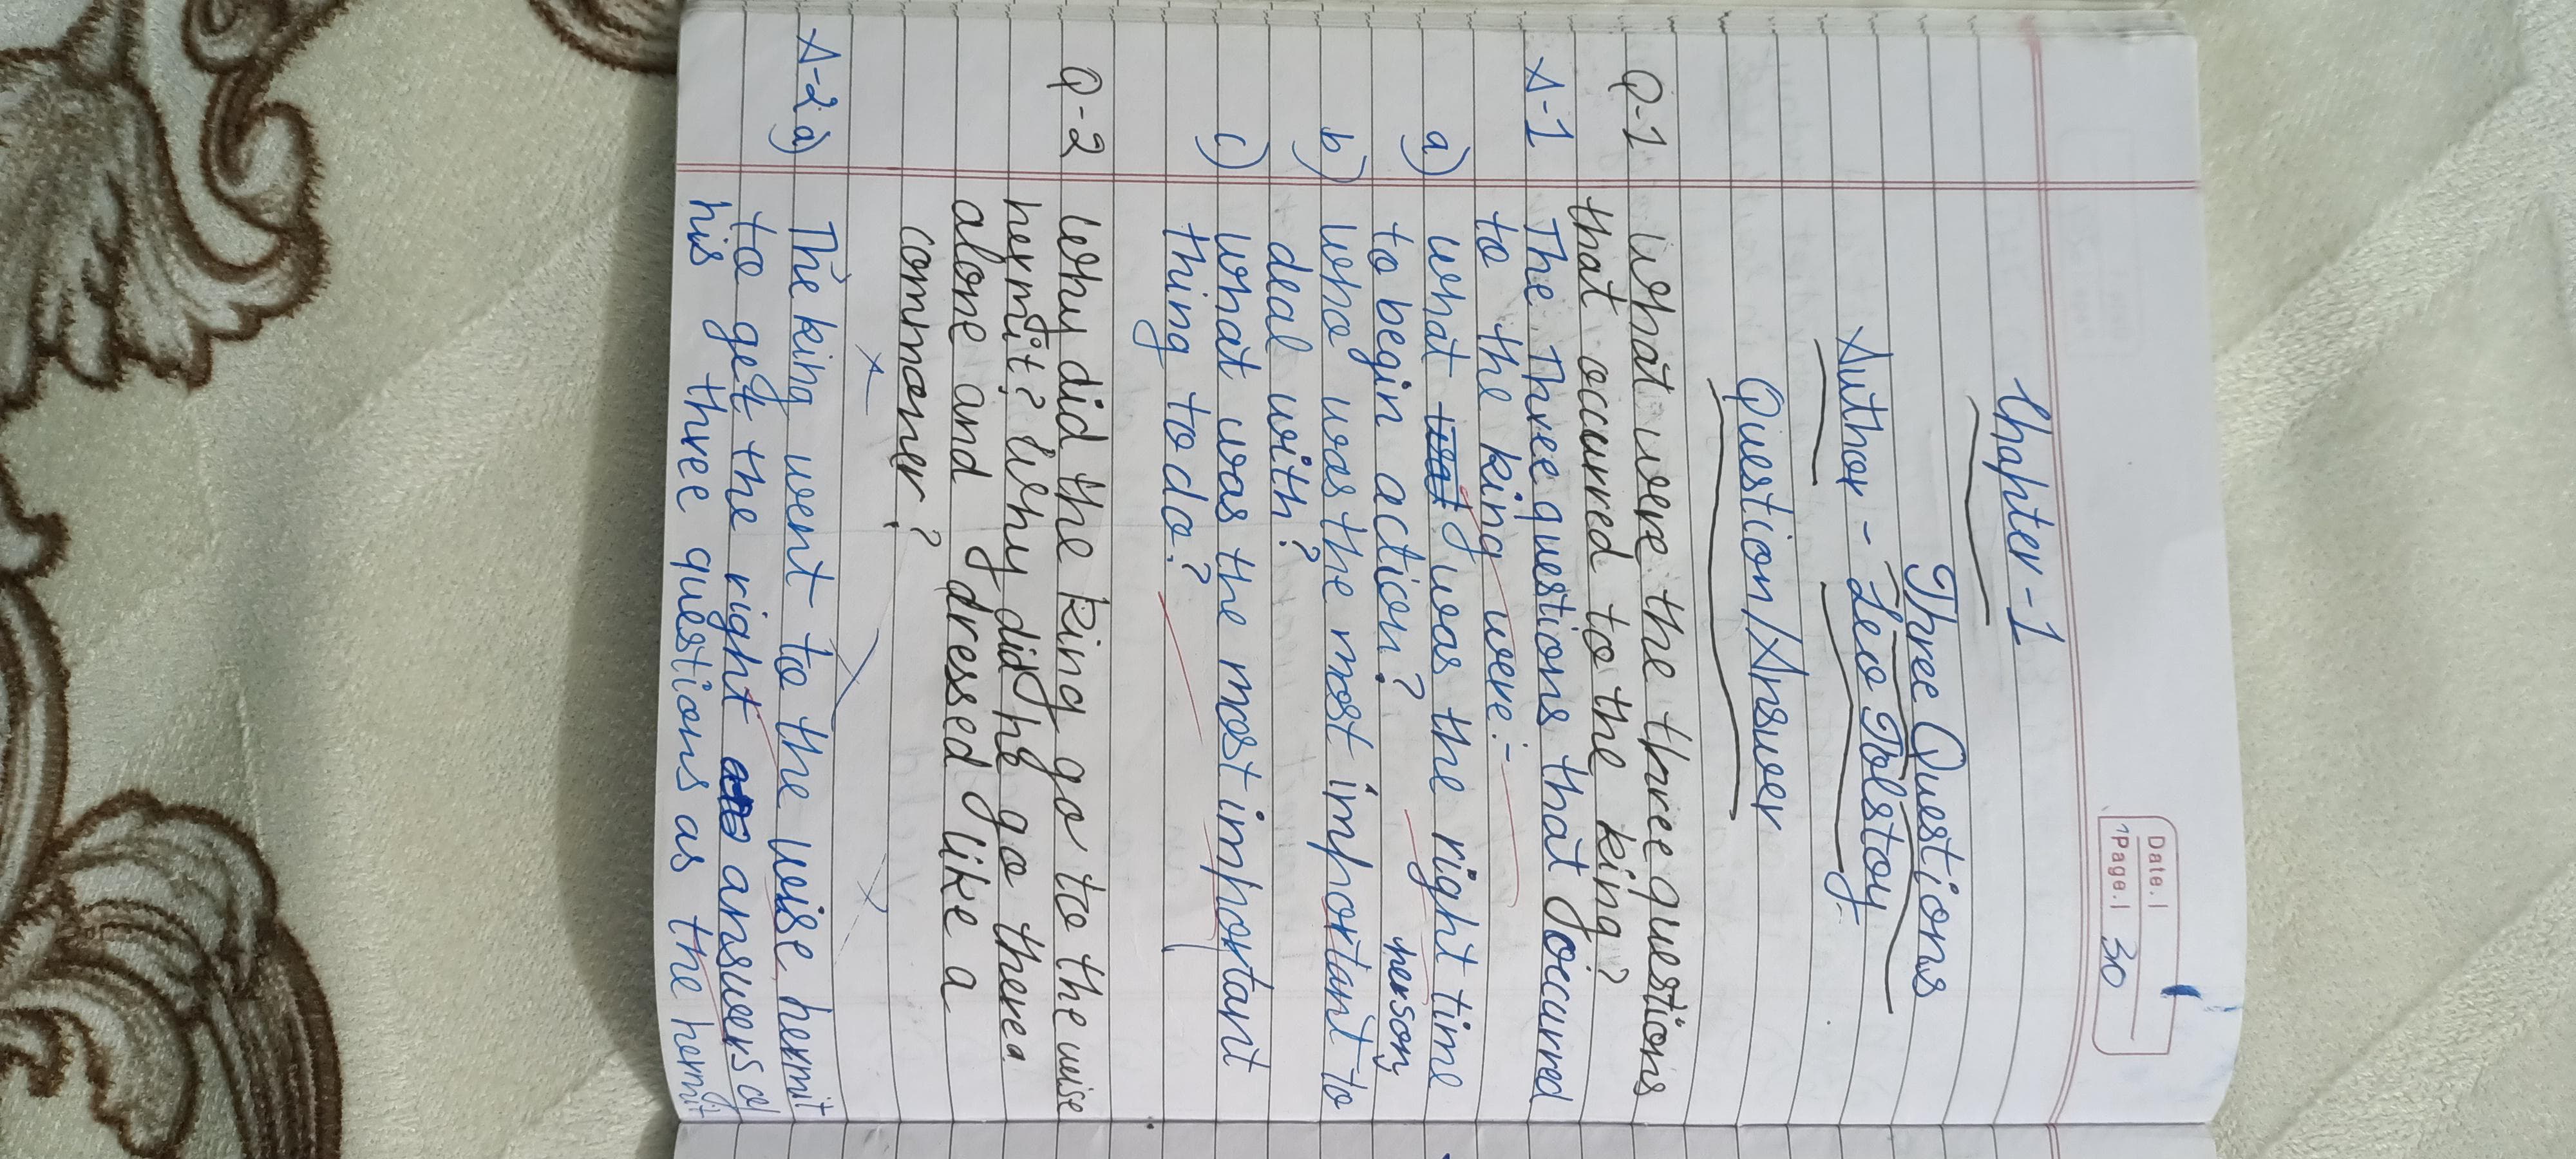 Date.|
Page.| 30
Chapter-1
Three Questions
Author - Leo Tolstoy
Question/Answer
Q-1 What were the three questions
that occurred to the king?
A-1 The three questions that occurred
to the king were:-
a) What was the right time
to begin action?
person
b) Who was the most important to
deal with?
c) What was the most important
thing to do?
Q-2 Why did the king go to the wise
hermit? Why did he go there
alone and dressed like a
commoner?
A-2 a) The king went to the wise hermit
to get the right answers of
his three questions as the hermit